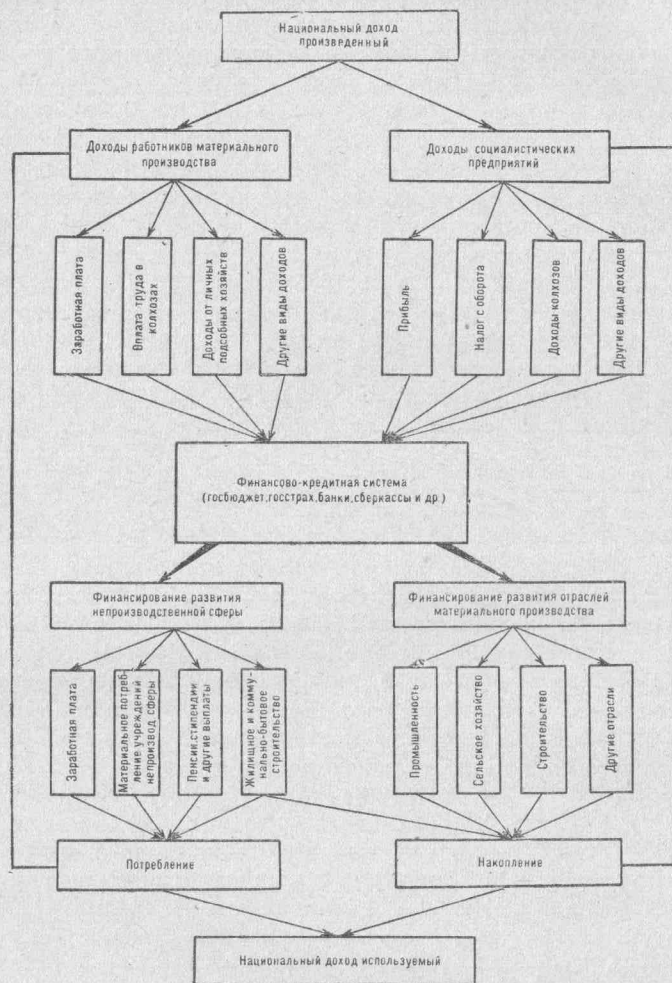 Национальный доход
произврденный
Доходы работников материального
производства
Доходы социалистических
предприятий
Заработная плата
Вплата труда в
колхозах
Доходы от личных
подсобных хозяйств
Другие виды доходов
Прибыль
Налог с оборота
Доходы колхозов
Другие виды доходов
Финансово-кредитная система
(госбюджет,госстрах,банки,сберкассы и др.)
Финансирование развития
непроизводственной сферы
Финансирование развития отраслей
материального производства
Заработная плата
Материальное потреб-
ление учреждений
непроизвод сферы
Пенсик,стипендии
и другие выплаты
Жилищное и комму-
нально-бытовое
строительство
Промышленность
Сельское хозяйство
Строительство
Другие отрасли
Потребление
Накопление
Национальный доход используемый